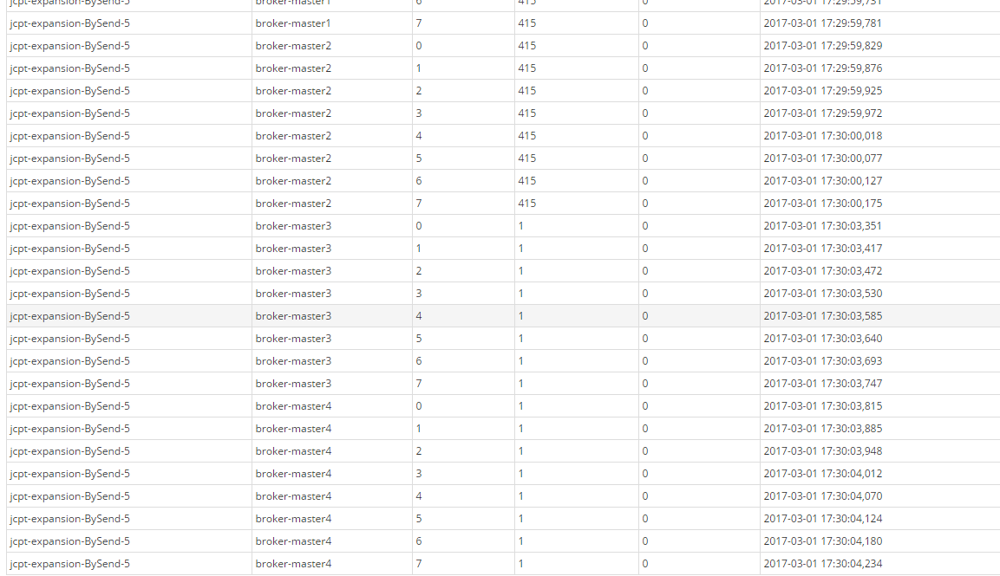 jcpt-expansion-BySend-5 broker-master1 6 415 0 2017-03-01 17:29:59,731
jcpt-expansion-BySend-5 broker-master1 7 415 0 2017-03-01 17:29:59,781
jcpt-expansion-BySend-5 broker-master2 0 415 0 2017-03-01 17:29:59,829
jcpt-expansion-BySend-5 broker-master2 1 415 0 2017-03-01 17:29:59,876
jcpt-expansion-BySend-5 broker-master2 2 415 0 2017-03-01 17:29:59,925
jcpt-expansion-BySend-5 broker-master2 3 415 0 2017-03-01 17:29:59,972
jcpt-expansion-BySend-5 broker-master2 4 415 0 2017-03-01 17:30:00,018
jcpt-expansion-BySend-5 broker-master2 5 415 0 2017-03-01 17:30:00,077
jcpt-expansion-BySend-5 broker-master2 6 415 0 2017-03-01 17:30:00,127
jcpt-expansion-BySend-5 broker-master2 7 415 0 2017-03-01 17:30:00,175
jcpt-expansion-BySend-5 broker-master3 0 1 0 2017-03-01 17:30:03,351
jcpt-expansion-BySend-5 broker-master3 1 1 0 2017-03-01 17:30:03,417
jcpt-expansion-BySend-5 broker-master3 2 1 0 2017-03-01 17:30:03,472
jcpt-expansion-BySend-5 broker-master3 3 1 0 2017-03-01 17:30:03,530
jcpt-expansion-BySend-5 broker-master3 4 1 0 2017-03-01 17:30:03,585
jcpt-expansion-BySend-5 broker-master3 5 1 0 2017-03-01 17:30:03,640
jcpt-expansion-BySend-5 broker-master3 6 1 0 2017-03-01 17:30:03,693
jcpt-expansion-BySend-5 broker-master3 7 1 0 2017-03-01 17:30:03,747
jcpt-expansion-BySend-5 broker-master4 0 1 0 2017-03-01 17:30:03,815
jcpt-expansion-BySend-5 broker-master4 1 1 0 2017-03-01 17:30:03,885
jcpt-expansion-BySend-5 broker-master4 2 1 0 2017-03-01 17:30:03,948
jcpt-expansion-BySend-5 broker-master4 3 1 0 2017-03-01 17:30:04,012
jcpt-expansion-BySend-5 broker-master4 4 1 0 2017-03-01 17:30:04,070
jcpt-expansion-BySend-5 broker-master4 5 1 0 2017-03-01 17:30:04,124
jcpt-expansion-BySend-5 broker-master4 6 1 0 2017-03-01 17:30:04,180
jcpt-expansion-BySend-5 broker-master4 7 1 0 2017-03-01 17:30:04,234